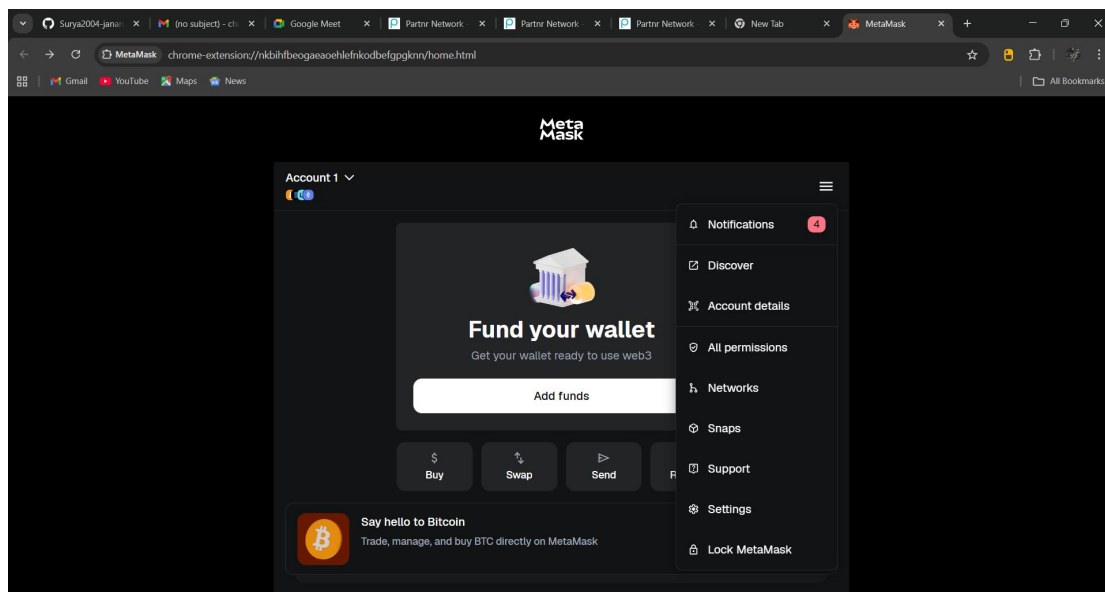 Surya2004-janan
(no subject) - ch
Google Meet
Partnr Network -
Partnr Network -
Partnr Network
New Tab
MetaMask
MetaMask
chrome-extension://nkbihfbeogaeaoehlefnkodbefgpgknn/home.html
Gmail
YouTube
Maps
News
All Bookmarks
Meta
Mask
Account 1
Notifications
4
Discover
Account details
All permissions
Networks
Snaps
Support
Settings
Lock MetaMask
Fund your wallet
Get your wallet ready to use web3
Add funds
$
Buy
Swap
Send
R
Say hello to Bitcoin
Trade, manage, and buy BTC directly on MetaMask